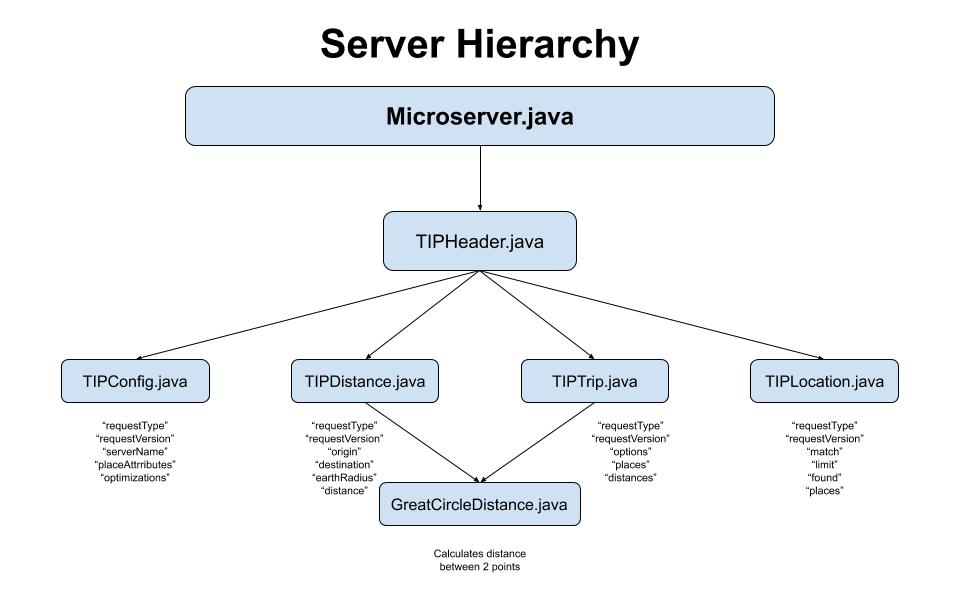 Server Hierarchy
Microserver.java
TIPHeader.java
TIPConfig.java
TIPDistance.java
TIPTrip.java
TIPLocation.java
“requestType”
“requestVersion”
“serverName”
“placeAttrributes”
“optimizations”
“requestType”
“requestVersion”
“origin”
“destination”
“earthRadius”
“distance”
“requestType”
“requestVersion”
“options”
“places”
“distances”
“requestType”
“requestVersion”
“match”
“limit”
“found”
“places”
GreatCircleDistance.java
Calculates distance
between 2 points